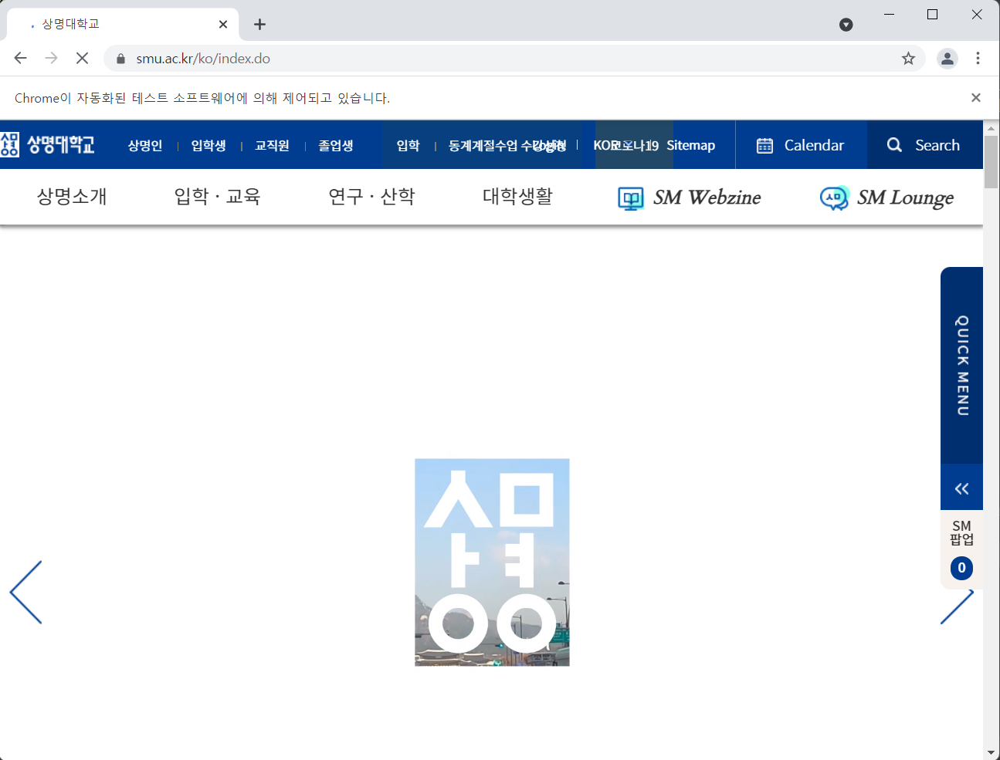 상명대학교
smu.ac.kr/ko/index.do
Chrome이 자동화된 테스트 소프트웨어에 의해 제어되고 있습니다.
상명 상명대학교 상명인 입학생 교직원 졸업생 입학 동계계절수업 KOR 코로나19 Sitemap Calendar Search
상명소개 입학 · 교육 연구 · 산학 대학생활 SM Webzine 상명 SM Lounge
QUICK MENU
SM
팝업
0
상명